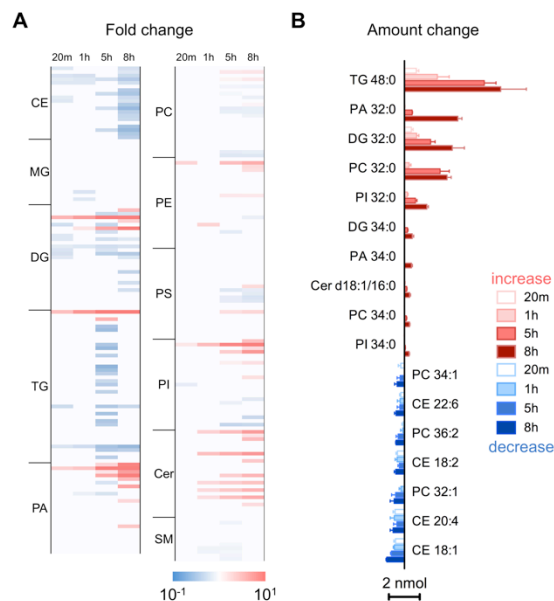 A
Fold change
20m 1h 5h 8h
CE
MG
DG
TG
PA
20m 1h 5h 8h
PC
PE
PS
PI
Cer
SM
10-1 101
B
Amount change
TG 48:0
PA 32:0
DG 32:0
PC 32:0
PI 32:0
DG 34:0
PA 34:0
Cer d18:1/16:0
PC 34:0
PI 34:0
PC 34:1
CE 22:6
PC 36:2
CE 18:2
PC 32:1
CE 20:4
CE 18:1
2 nmol
increase
20m
1h
5h
8h
20m
1h
5h
8h
decrease